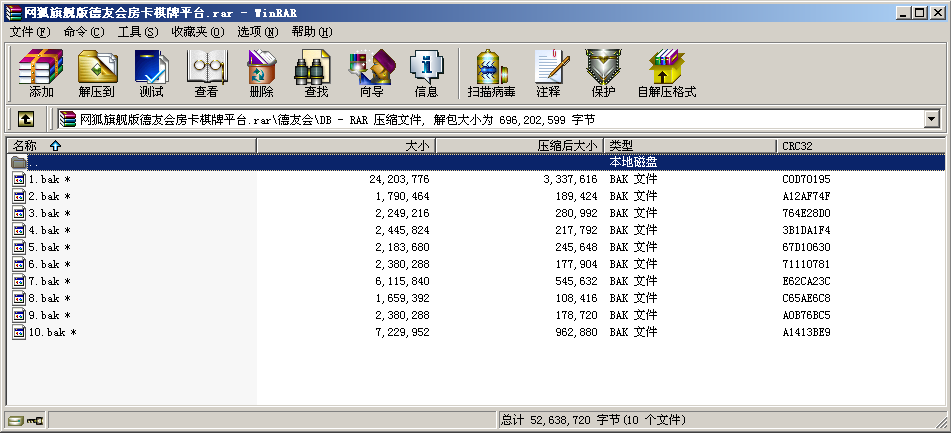 网狐旗舰版德友会房卡棋牌平台.rar - WinRAR
文件(F) 命令(C) 工具(S) 收藏夹(O) 选项(N) 帮助(H)
添加 解压到 测试 查看 删除 查找 向导 信息 扫描病毒 注释 保护 自解压格式
网狐旗舰版德友会房卡棋牌平台.rar\德友会\DB - RAR 压缩文件, 解包大小为 696,202,599 字节
名称 大小 压缩后大小 类型 CRC32
.. 本地磁盘
1.bak * 24,203,776 3,337,616 BAK 文件 C0D70195
2.bak * 1,790,464 189,424 BAK 文件 A12AF74F
3.bak * 2,249,216 280,992 BAK 文件 764E28D0
4.bak * 2,445,824 217,792 BAK 文件 3B1DA1F4
5.bak * 2,183,680 245,648 BAK 文件 67D10630
6.bak * 2,380,288 177,904 BAK 文件 71110781
7.bak * 6,115,840 545,632 BAK 文件 E62CA23C
8.bak * 1,659,392 108,416 BAK 文件 C65AE6C8
9.bak * 2,380,288 178,720 BAK 文件 A0B76BC5
10.bak * 7,229,952 962,880 BAK 文件 A1413BE9
总计 52,638,720 字节(10 个文件)